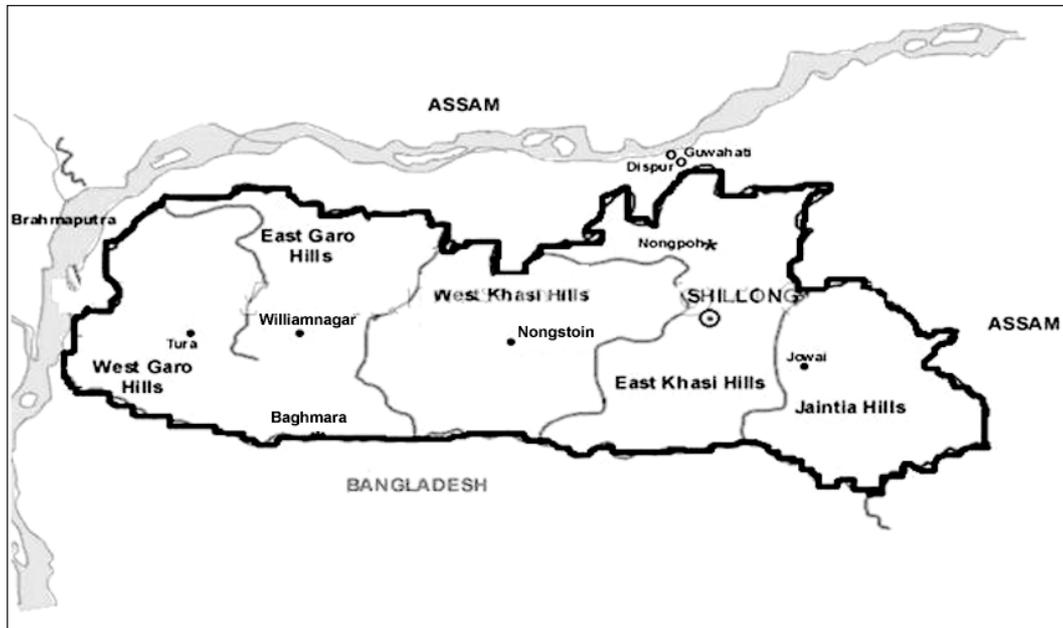 ASSAM
Guwahati
Dispur
Brahmaputra
East Garo
Hills
Nongpoh
West Khasi Hills
SHILLONG
Williamnagar
Nongstoin
ASSAM
Tura
West Garo
Hills
Jowai
East Khasi Hills
Jaintia Hills
Baghmara
BANGLADESH